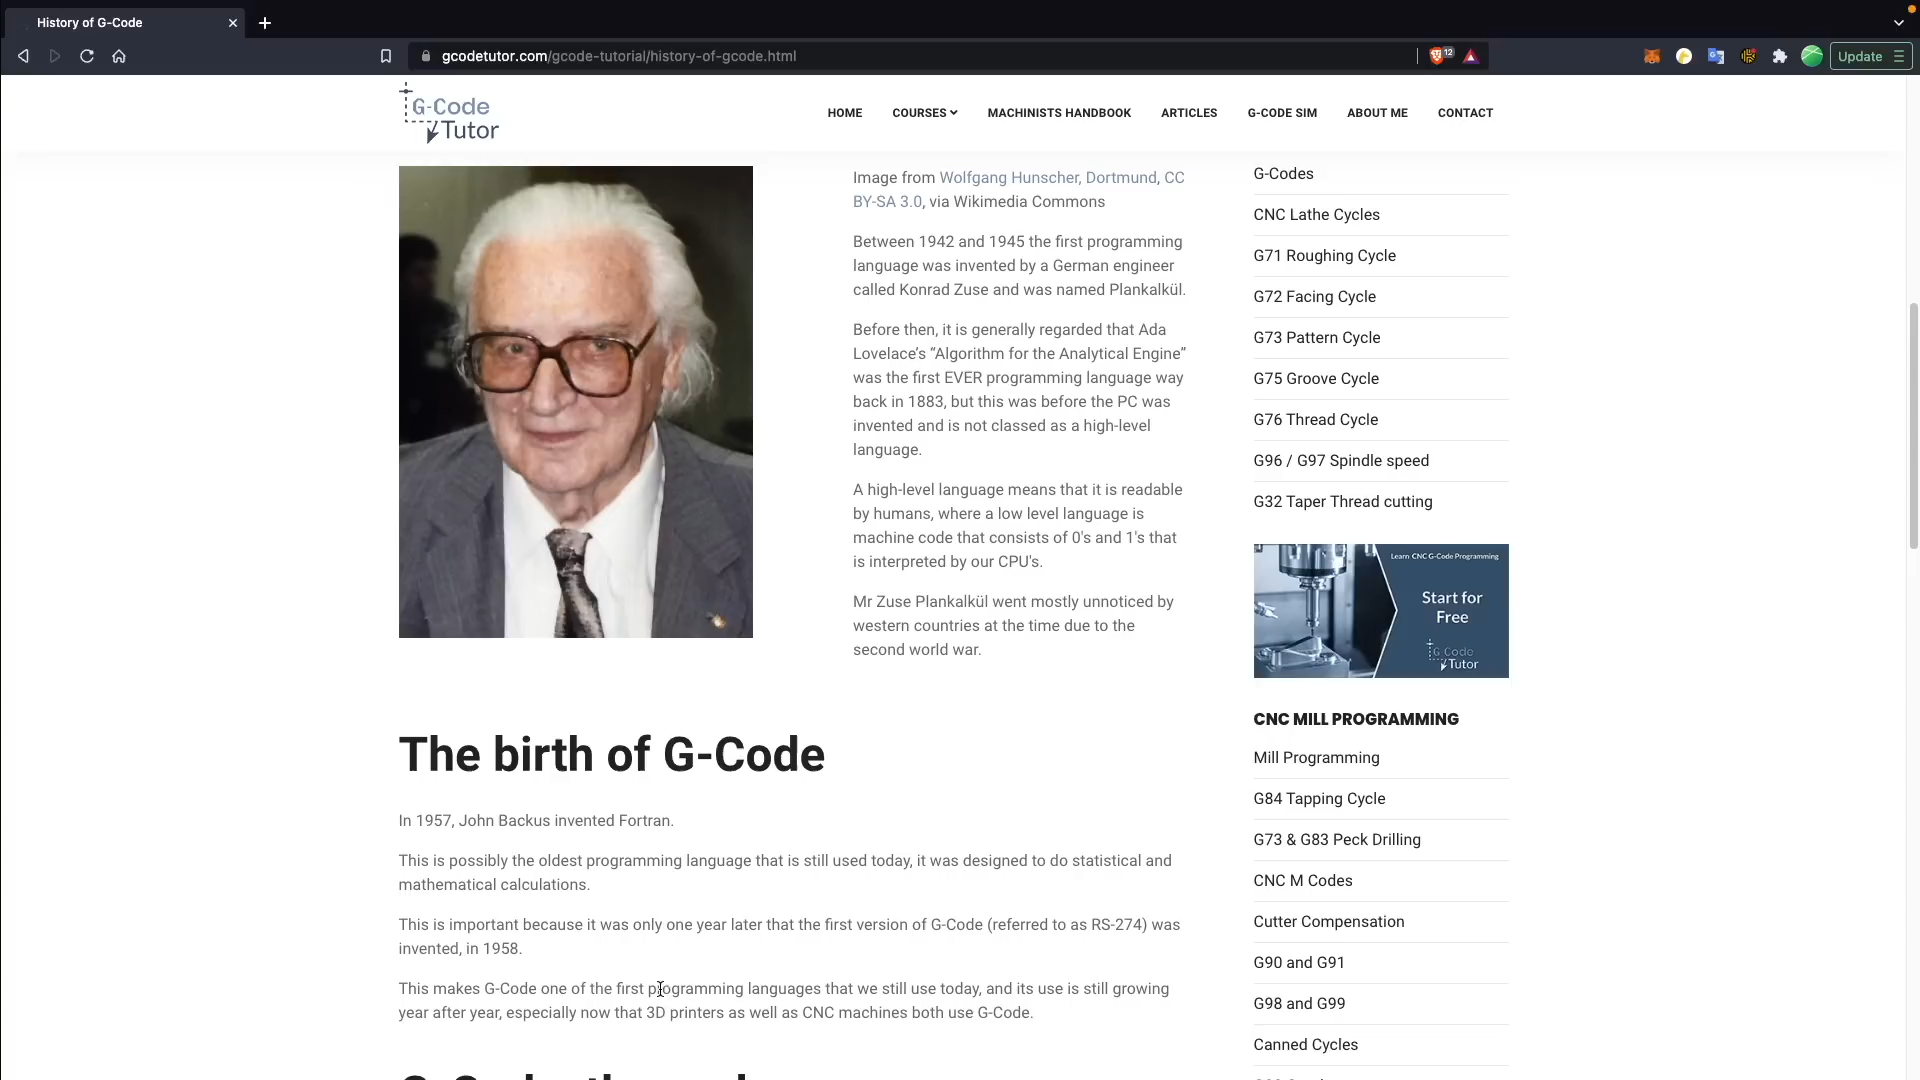 History of G-Code
gcodetutor.com/gcode-tutorial/history-of-gcode.html
12
Update
G-Code
Tutor
HOME
COURSES
MACHINISTS HANDBOOK
ARTICLES
G-CODE SIM
ABOUT ME
CONTACT
Image from Wolfgang Hunscher, Dortmund, CC
BY-SA 3.0, via Wikimedia Commons
Between 1942 and 1945 the first programming
language was invented by a German engineer
called Konrad Zuse and was named Plankalkül.
Before then, it is generally regarded that Ada
Lovelace’s “Algorithm for the Analytical Engine”
was the first EVER programming language way
back in 1883, but this was before the PC was
invented and is not classed as a high-level
language.
A high-level language means that it is readable
by humans, where a low level language is
machine code that consists of 0's and 1's that
is interpreted by our CPU's.
Mr Zuse Plankalkül went mostly unnoticed by
western countries at the time due to the
second world war.
The birth of G-Code
In 1957, John Backus invented Fortran.
This is possibly the oldest programming language that is still used today, it was designed to do statistical and
mathematical calculations.
This is important because it was only one year later that the first version of G-Code (referred to as RS-274) was
invented, in 1958.
This makes G-Code one of the first programming languages that we still use today, and its use is still growing
year after year, especially now that 3D printers as well as CNC machines both use G-Code.
G-Codes
CNC Lathe Cycles
G71 Roughing Cycle
G72 Facing Cycle
G73 Pattern Cycle
G75 Groove Cycle
G76 Thread Cycle
G96 / G97 Spindle speed
G32 Taper Thread cutting
Learn CNC G-Code Programming
Start for
Free
G-Code
Tutor
CNC MILL PROGRAMMING
Mill Programming
G84 Tapping Cycle
G73 & G83 Peck Drilling
CNC M Codes
Cutter Compensation
G90 and G91
G98 and G99
Canned Cycles